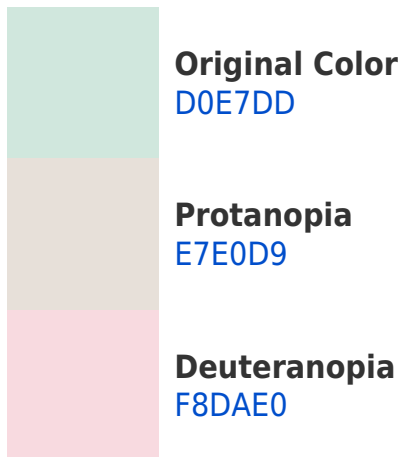 Original Color
D0E7DD
Protanopia
E7E0D9
Deuteranopia
F8DAE0